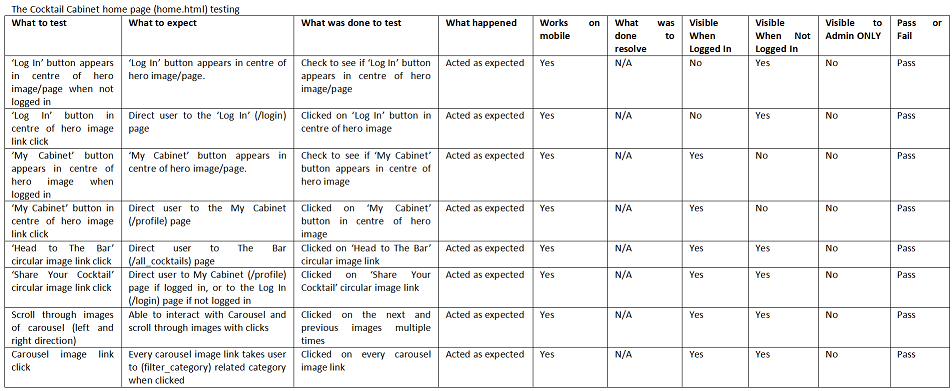 The Cocktail Cabinet home page (home.html) testing
What to test | What to expect | What was done to test | What happened | Works on mobile | What was done to resolve | Visible When Logged In | Visible When Not Logged In | Visible to Admin ONLY | Pass or Fail
‘Log In’ button appears in centre of hero image/page when not logged in | ‘Log In’ button appears in centre of hero image/page. | Check to see if ‘Log In’ button appears in centre of hero image/page | Acted as expected | Yes | N/A | No | Yes | No | Pass
‘Log In’ button in centre of hero image link click | Direct user to the ‘Log In’ (/login) page | Clicked on ‘Log In’ button in centre of hero image | Acted as expected | Yes | N/A | No | Yes | No | Pass
‘My Cabinet’ button appears in centre of hero image when logged in | ‘My Cabinet’ button appears in centre of hero image/page. | Check to see if ‘My Cabinet’ button appears in centre of hero image | Acted as expected | Yes | N/A | Yes | No | No | Pass
‘My Cabinet’ button in centre of hero image link click | Direct user to the My Cabinet (/profile) page | Clicked on ‘My Cabinet’ button in centre of hero image | Acted as expected | Yes | N/A | Yes | No | No | Pass
‘Head to The Bar’ circular image link click | Direct user to The Bar (/all_cocktails) page | Clicked on ‘Head to The Bar’ circular image link | Acted as expected | Yes | N/A | Yes | Yes | No | Pass
‘Share Your Cocktail’ circular image link click | Direct user to My Cabinet (/profile) page if logged in, or to the Log In (/login) page if not logged in | Clicked on ‘Share Your Cocktail’ circular image link | Acted as expected | Yes | N/A | Yes | Yes | No | Pass
Scroll through images of carousel (left and right direction) | Able to interact with Carousel and scroll through images with clicks | Clicked on the next and previous images multiple times | Acted as expected | Yes | N/A | Yes | Yes | No | Pass
Carousel image link click | Every carousel image link takes user to (filter_category) related category when clicked | Clicked on every carousel image link | Acted as expected | Yes | N/A | Yes | Yes | No | Pass